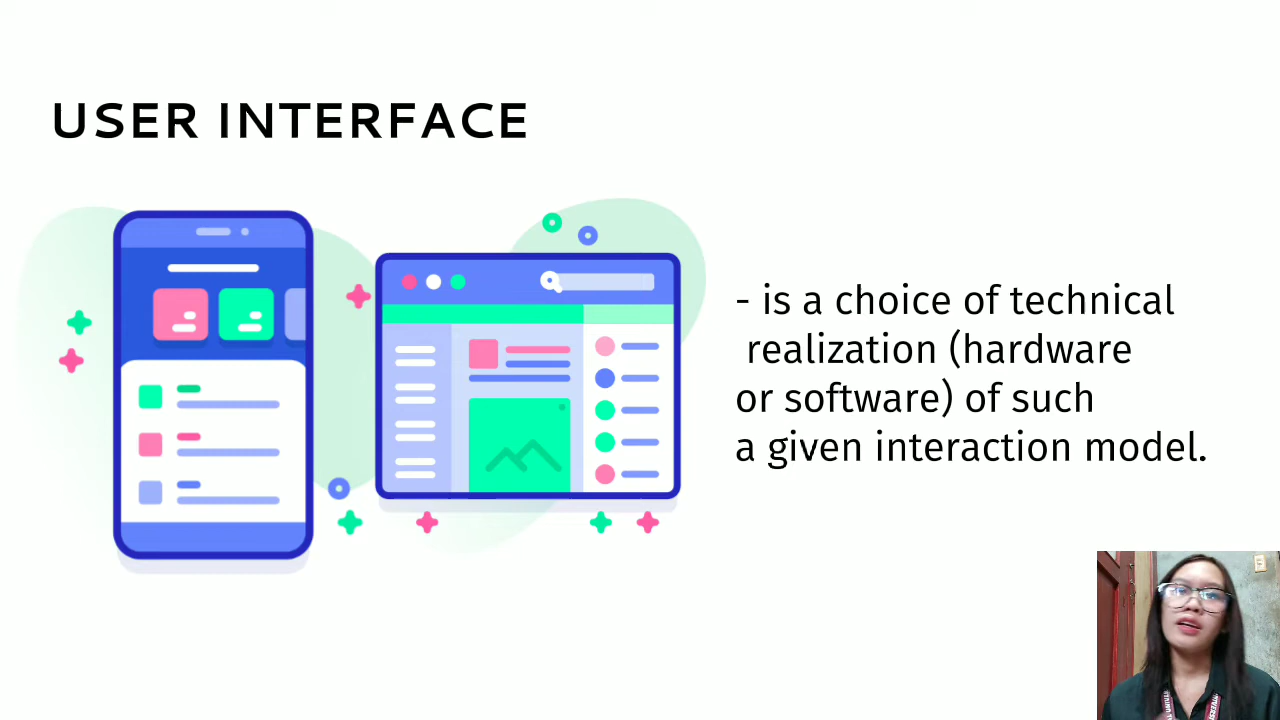 USER INTERFACE
- is a choice of technical
realization (hardware
or software) of such
a given interaction model.